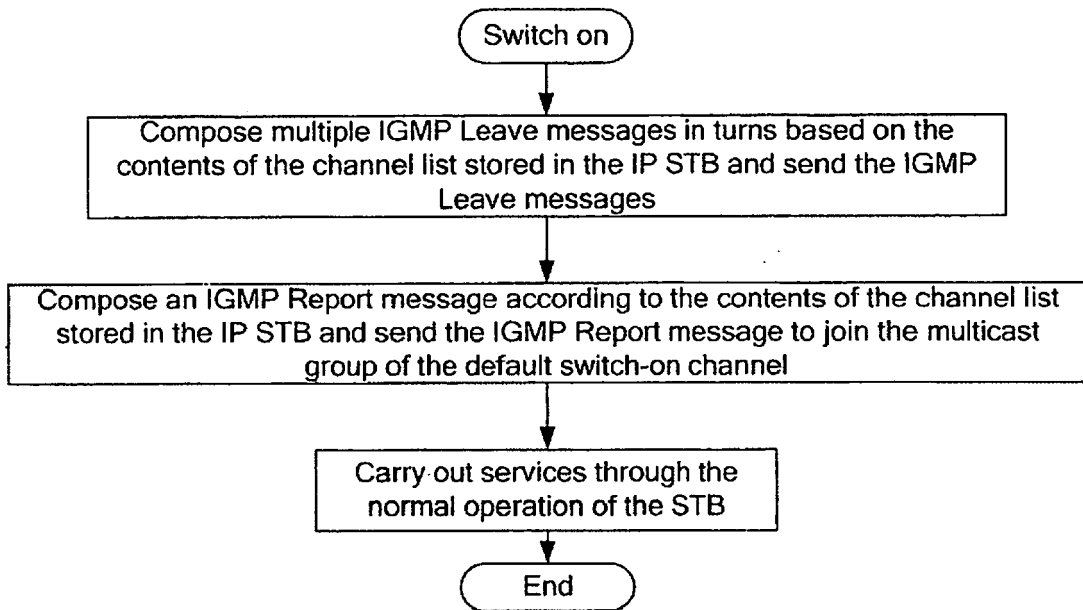 Switch on
Compose multiple IGMP Leave messages in turns based on the
contents of the channel list stored in the IP STB and send the IGMP
Leave messages
Compose an IGMP Report message according to the contents of the channel list
stored in the IP STB and send the IGMP Report message to join the multicast
group of the default switch-on channel
Carry out services through the
normal operation of the STB
End